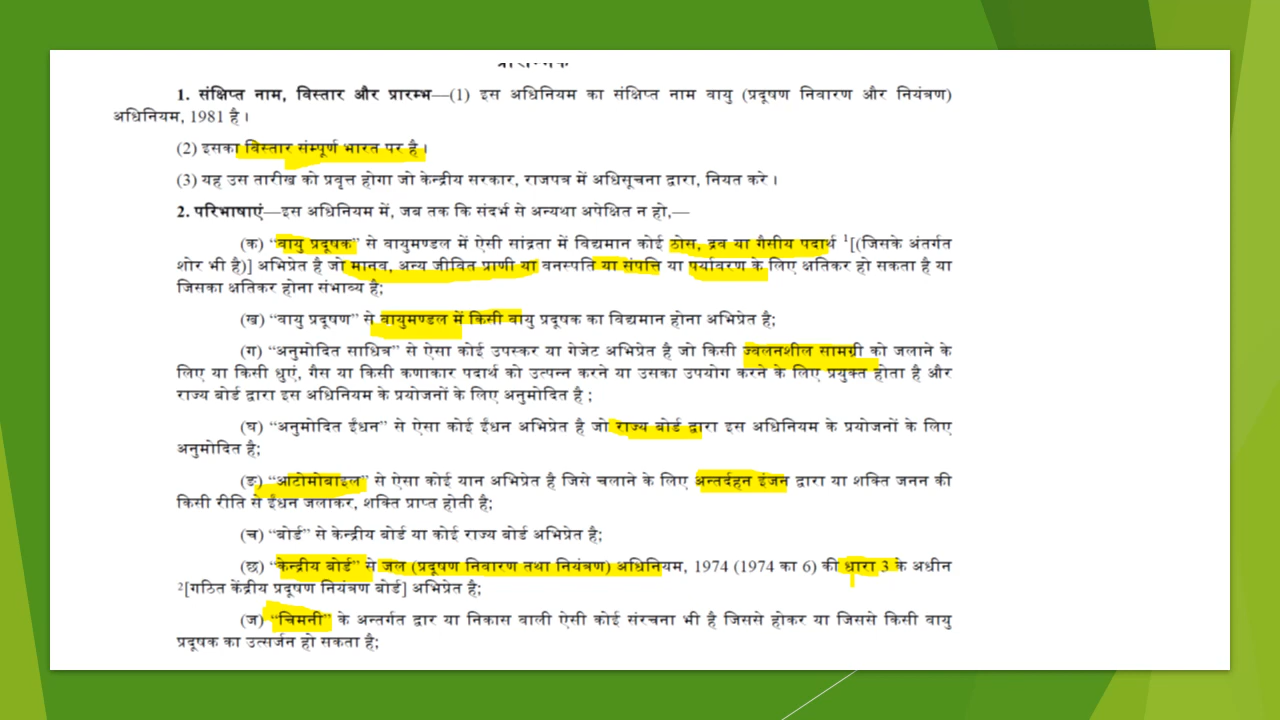 प्रारम्भिक
1. संक्षिप्त नाम, विस्तार और प्रारम्भ—(1) इस अधिनियम का संक्षिप्त नाम वायु (प्रदूषण निवारण और नियंत्रण)
अधिनियम, 1981 है ।
(2) इसका विस्तार संम्पूर्ण भारत पर है ।
(3) यह उस तारीख को प्रवृत्त होगा जो केन्द्रीय सरकार, राजपत्र में अधिसूचना द्वारा, नियत करे ।
2. परिभाषाएं—इस अधिनियम में, जब तक कि संदर्भ से अन्यथा अपेक्षित न हो,—
(क) “वायु प्रदूषक” से वायुमण्डल में ऐसी सांद्रता में विद्यमान कोई ठोस, द्रव या गैसीय पदार्थ ¹[(जिसके अंतर्गत
शोर भी है)] अभिप्रेत है जो मानव, अन्य जीवित प्राणी या वनस्पति या संपत्ति या पर्यावरण के लिए क्षतिकर हो सकता है या
जिसका क्षतिकर होना संभाव्य है;
(ख) “वायु प्रदूषण” से वायुमण्डल में किसी वायु प्रदूषक का विद्यमान होना अभिप्रेत है;
(ग) “अनुमोदित साधित्र” से ऐसा कोई उपस्कर या गेजेट अभिप्रेत है जो किसी ज्वलनशील सामग्री को जलाने के
लिए या किसी धुएं, गैस या किसी कणाकार पदार्थ को उत्पन्न करने या उसका उपयोग करने के लिए प्रयुक्त होता है और
राज्य बोर्ड द्वारा इस अधिनियम के प्रयोजनों के लिए अनुमोदित है ;
(घ) “अनुमोदित ईंधन” से ऐसा कोई ईंधन अभिप्रेत है जो राज्य बोर्ड द्वारा इस अधिनियम के प्रयोजनों के लिए
अनुमोदित है;
(ङ) “आटोमोबाइल” से ऐसा कोई यान अभिप्रेत है जिसे चलाने के लिए अन्तर्दहन इंजन द्वारा या शक्ति जनन की
किसी रीति से ईंधन जलाकर, शक्ति प्राप्त होती है;
(च) “बोर्ड” से केन्द्रीय बोर्ड या कोई राज्य बोर्ड अभिप्रेत है;
(छ) “केन्द्रीय बोर्ड” से जल (प्रदूषण निवारण तथा नियंत्रण) अधिनियम, 1974 (1974 का 6) की धारा 3 के अधीन
²[गठित केंद्रीय प्रदूषण नियंत्रण बोर्ड] अभिप्रेत है;
(ज) “चिमनी” के अन्तर्गत द्वार या निकास वाली ऐसी कोई संरचना भी है जिससे होकर या जिससे किसी वायु
प्रदूषक का उत्सर्जन हो सकता है;